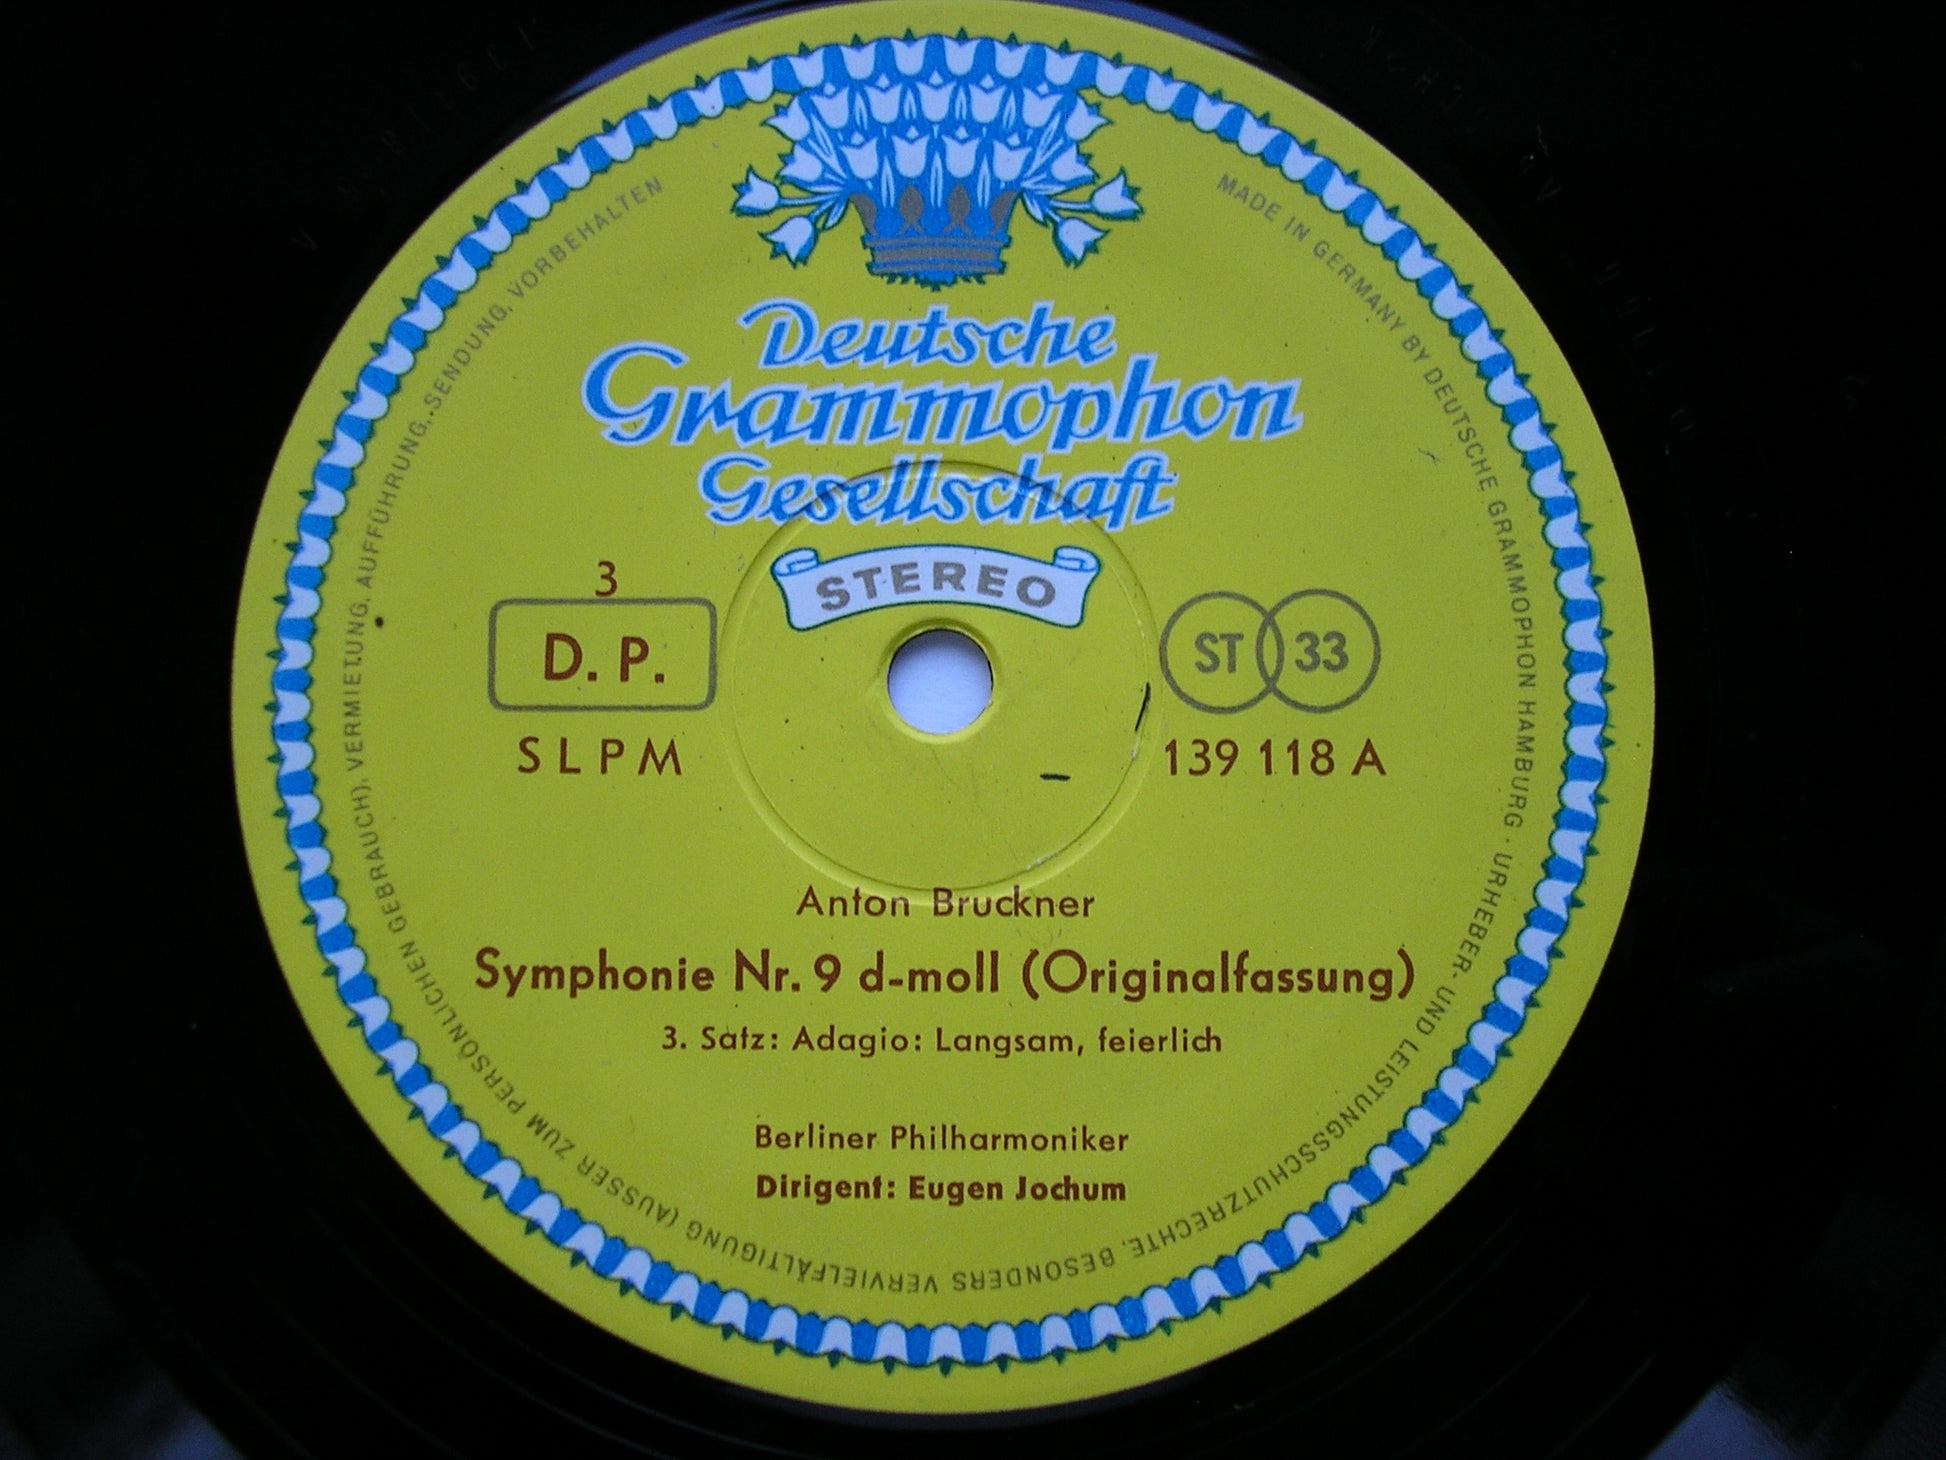 Deutsche
Grammophon
Gesellschaft
STEREO
3
D. P.
ST 33
SLPM
139 118 A
Anton Bruckner
Symphonie Nr. 9 d-moll (Originalfassung)
3. Satz: Adagio: Langsam, feierlich
Berliner Philharmoniker
Dirigent: Eugen Jochum
MADE IN GERMANY BY DEUTSCHE GRAMMOPHON HAMBURG · URHEBER- UND LEISTUNGSSCHUTZRECHTE, BESONDERS VERVIELFÄLTIGUNG (AUSSER ZUM PERSÖNLICHEN GEBRAUCH), VERMIETUNG, AUFFÜHRUNG, SENDUNG, VORBEHALTEN